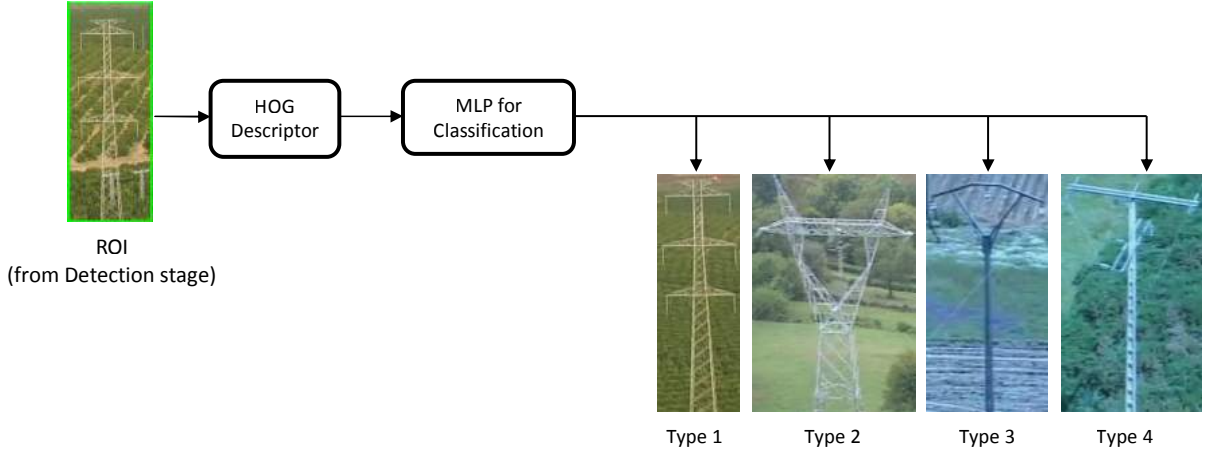 HOG
Descriptor
MLP for
Classification
ROI
(from Detection stage)
Type 1
Type 2
Type 3
Type 4